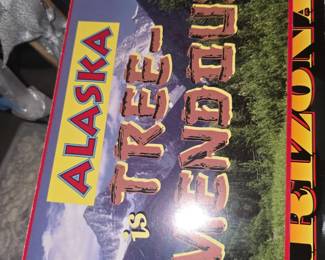 ALASKA
is TREE-
MENDOU
RIZONA